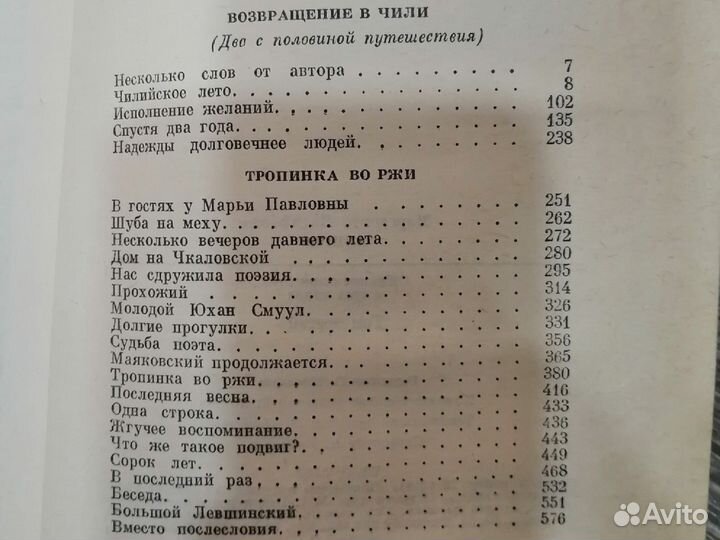 ВОЗВРАЩЕНИЕ В ЧИЛИ
(Два с половиной путешествия)
Несколько слов от автора . . . . . . . . . 7
Чилийское лето. . . . . . . . . . . . . . 8
Исполнение желаний. . . . . . . . . . . . 102
Спустя два года. . . . . . . . . . . . . . 135
Надежды долговечнее людей. . . . . . . . . 238
ТРОПИНКА ВО РЖИ
В гостях у Марьи Павловны . . . . . . . . 251
Шуба на меху. . . . . . . . . . . . . . . 262
Несколько вечеров давнего лета. . . . . . . 272
Дом на Чкаловской . . . . . . . . . . . . 280
Нас сдружила поэзия. . . . . . . . . . . . 295
Прохожий . . . . . . . . . . . . . . . . 314
Молодой Юхан Смуул. . . . . . . . . . . . 326
Долгие прогулки. . . . . . . . . . . . . . 331
Судьба поэта. . . . . . . . . . . . . . . 356
Маяковский продолжается. . . . . . . . . . 365
Тропинка во ржи. . . . . . . . . . . . . . 380
Последняя весна. . . . . . . . . . . . . . 416
Одна строка. . . . . . . . . . . . . . . . 433
Жгучее воспоминание. . . . . . . . . . . . 436
Что же такое подвиг?. . . . . . . . . . . . 443
Сорок лет. . . . . . . . . . . . . . . . . 449
В последний раз . . . . . . . . . . . . . 468
Беседа. . . . . . . . . . . . . . . . . . 532
Большой Левшинский. . . . . . . . . . . . 551
Вместо послесловия. . . . . . . . . . . . . 576
Avito